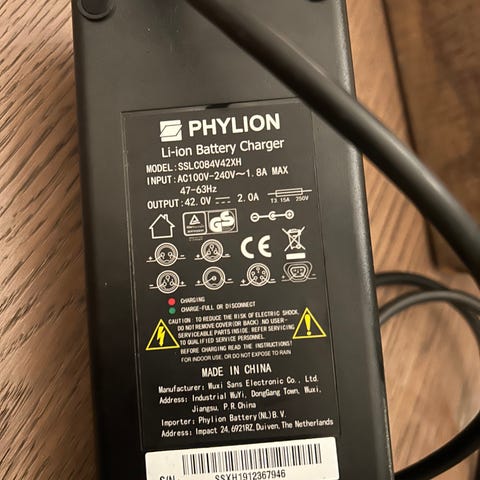 PHYLION
Li-ion Battery Charger
MODEL: SSLC084V42XH
INPUT: AC100V-240V~1.8A MAX
47-63Hz
OUTPUT: 42.0V ⎓ 2.0A
T3.15A 250V
CHARGING
CHARGE-FULL OR DISCONNECT
CAUTION : TO REDUCE THE RISK OF ELECTRIC SHOCK,
DO NOT REMOVE COVER(OR BACK) NO USER-
SERVICEABLE PARTS INSIDE. REFER SERVICING
TO QUALIFIED SERVICE PERSONNEL.
BEFORE CHARGING READ THE INSTRUCTIONS!
FOR INDOOR USE, OR DO NOT EXPOSE TO RAIN
MADE IN CHINA
Manufacturer: Wuxi Sans Electronic Co., Ltd.
Address: Industrial WuYi, DongGang Town, Wuxi,
Jiangsu, P.R.China
Importer: Phylion Battery(NL)B.V.
Address: Impact 24,6921RZ, Duiven, The Netherlands
S/N:
SSXH1912367946